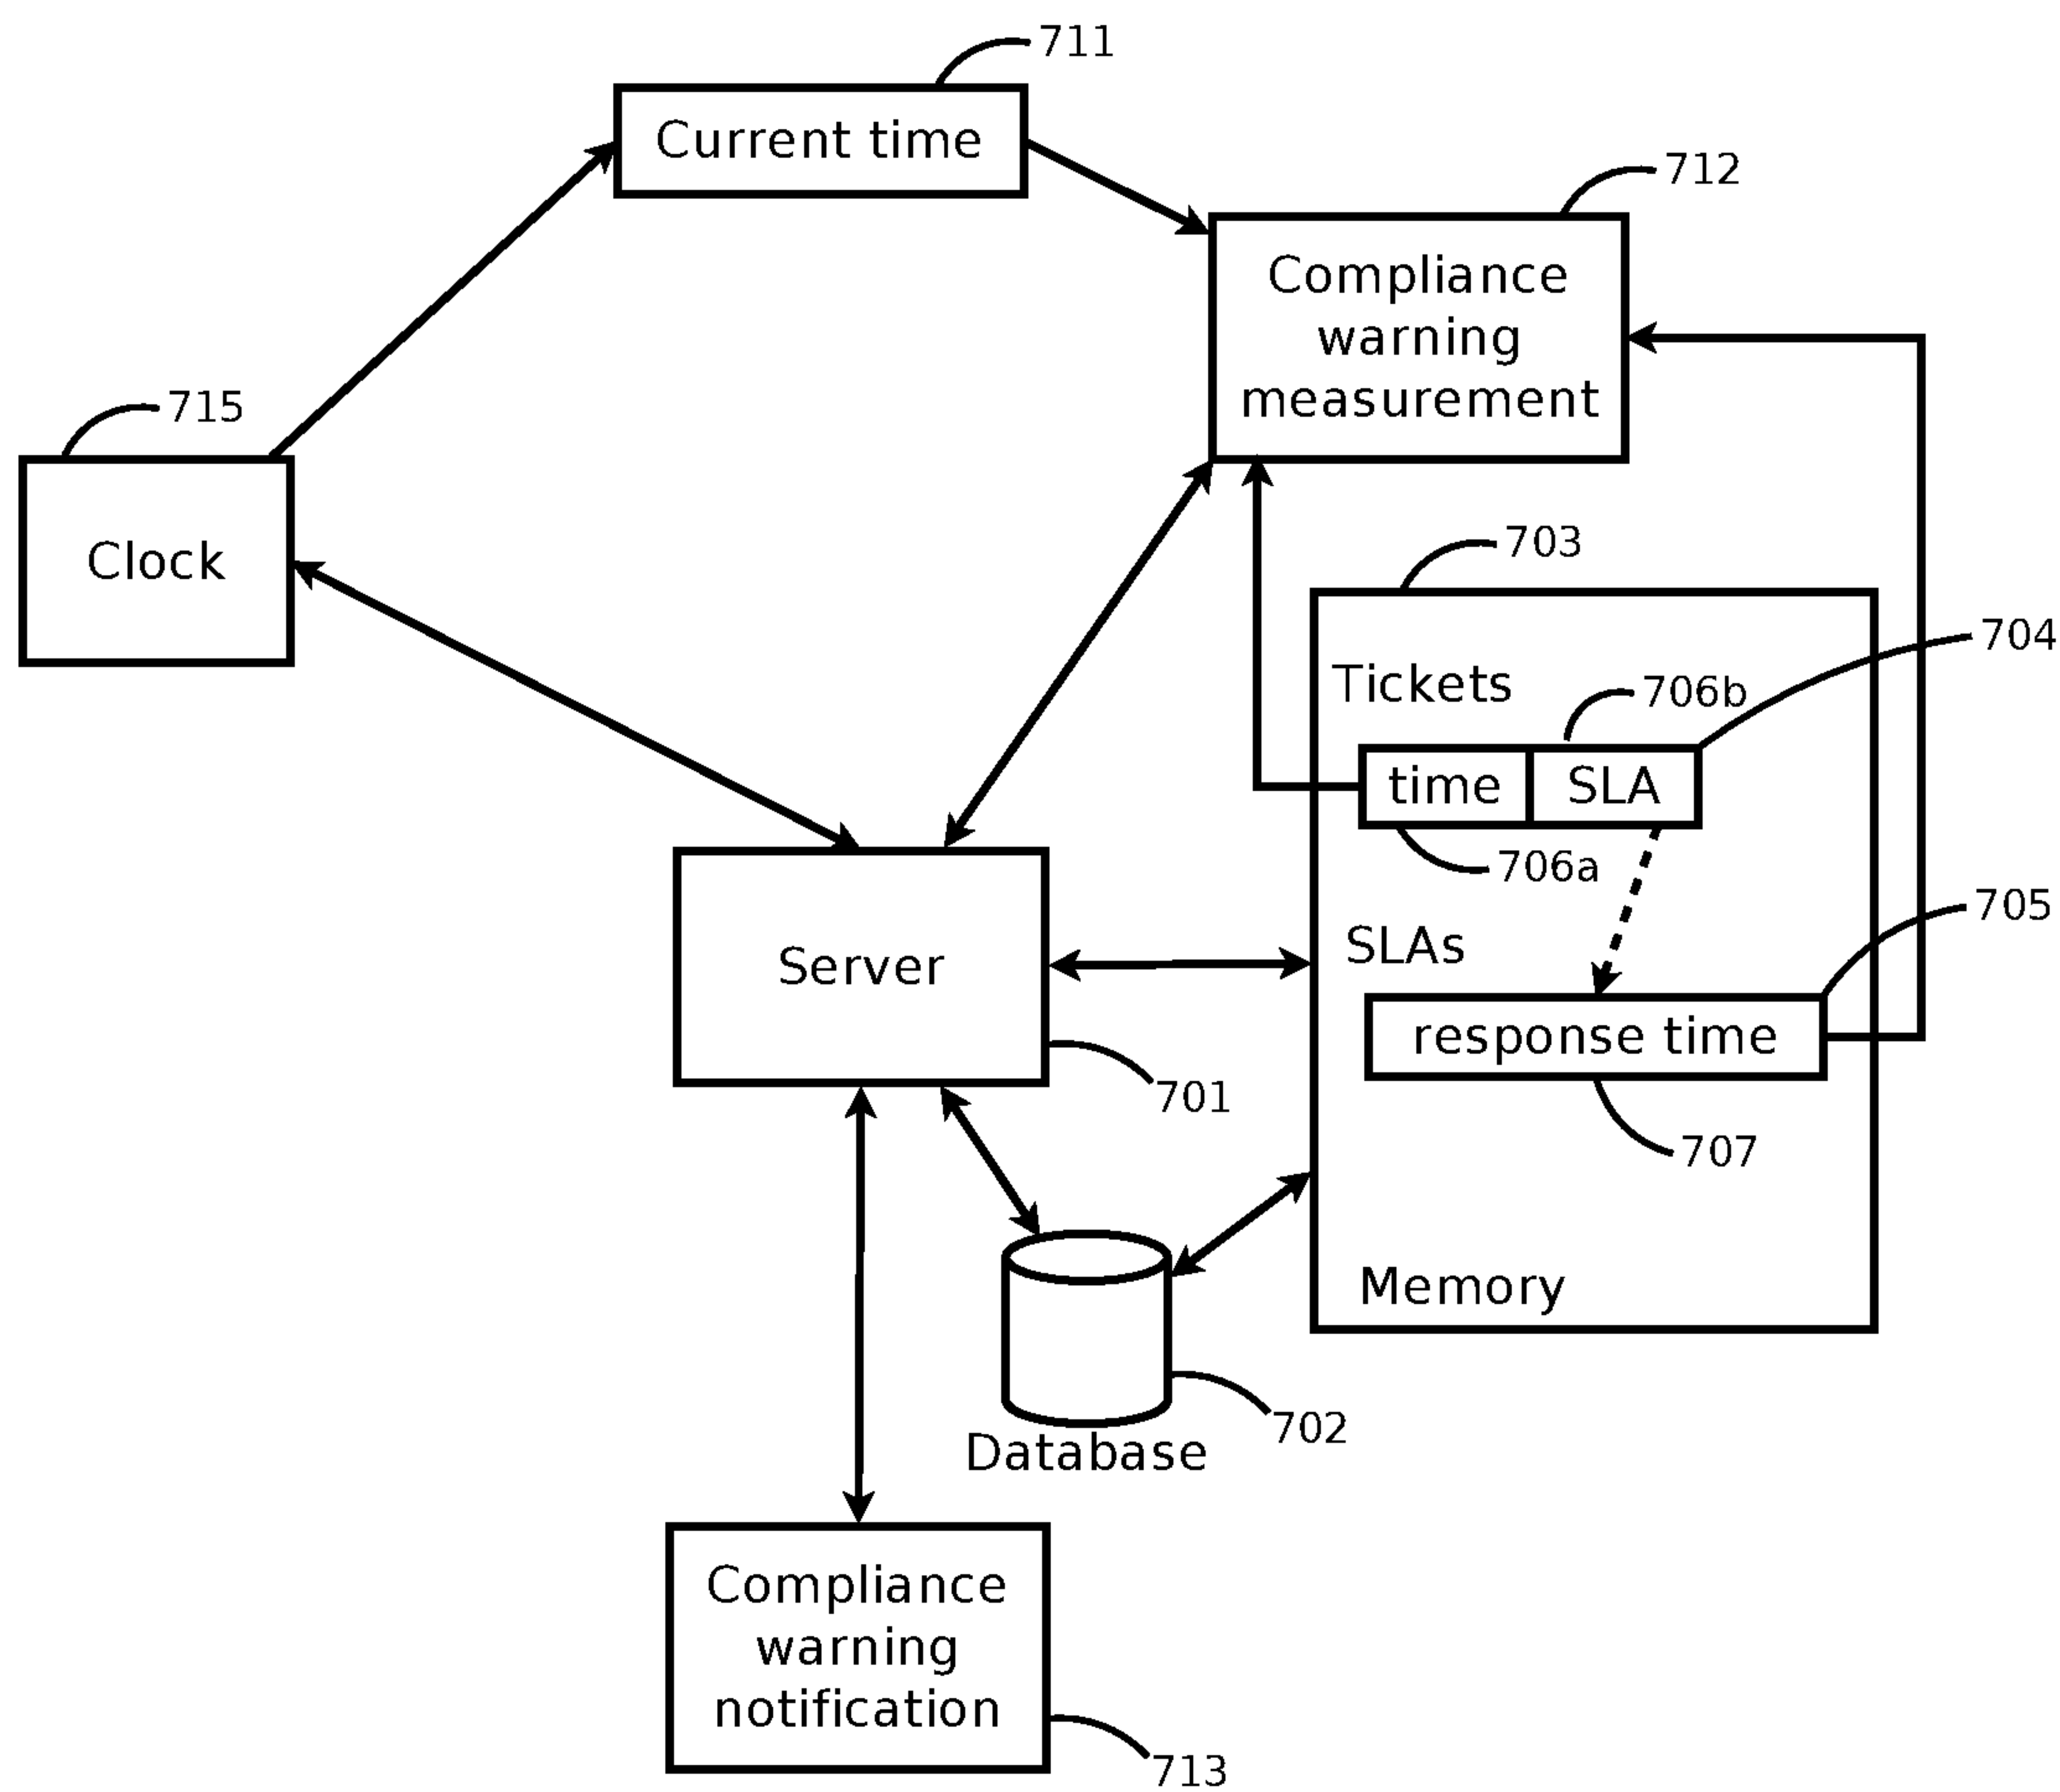 711
Current time
712
Compliance
warning
measurement
715
Clock
703
704
Tickets
706b
time
SLA
706a
705
SLAs
Server
response time
701
707
Memory
702
Database
Compliance
warning
notification
713